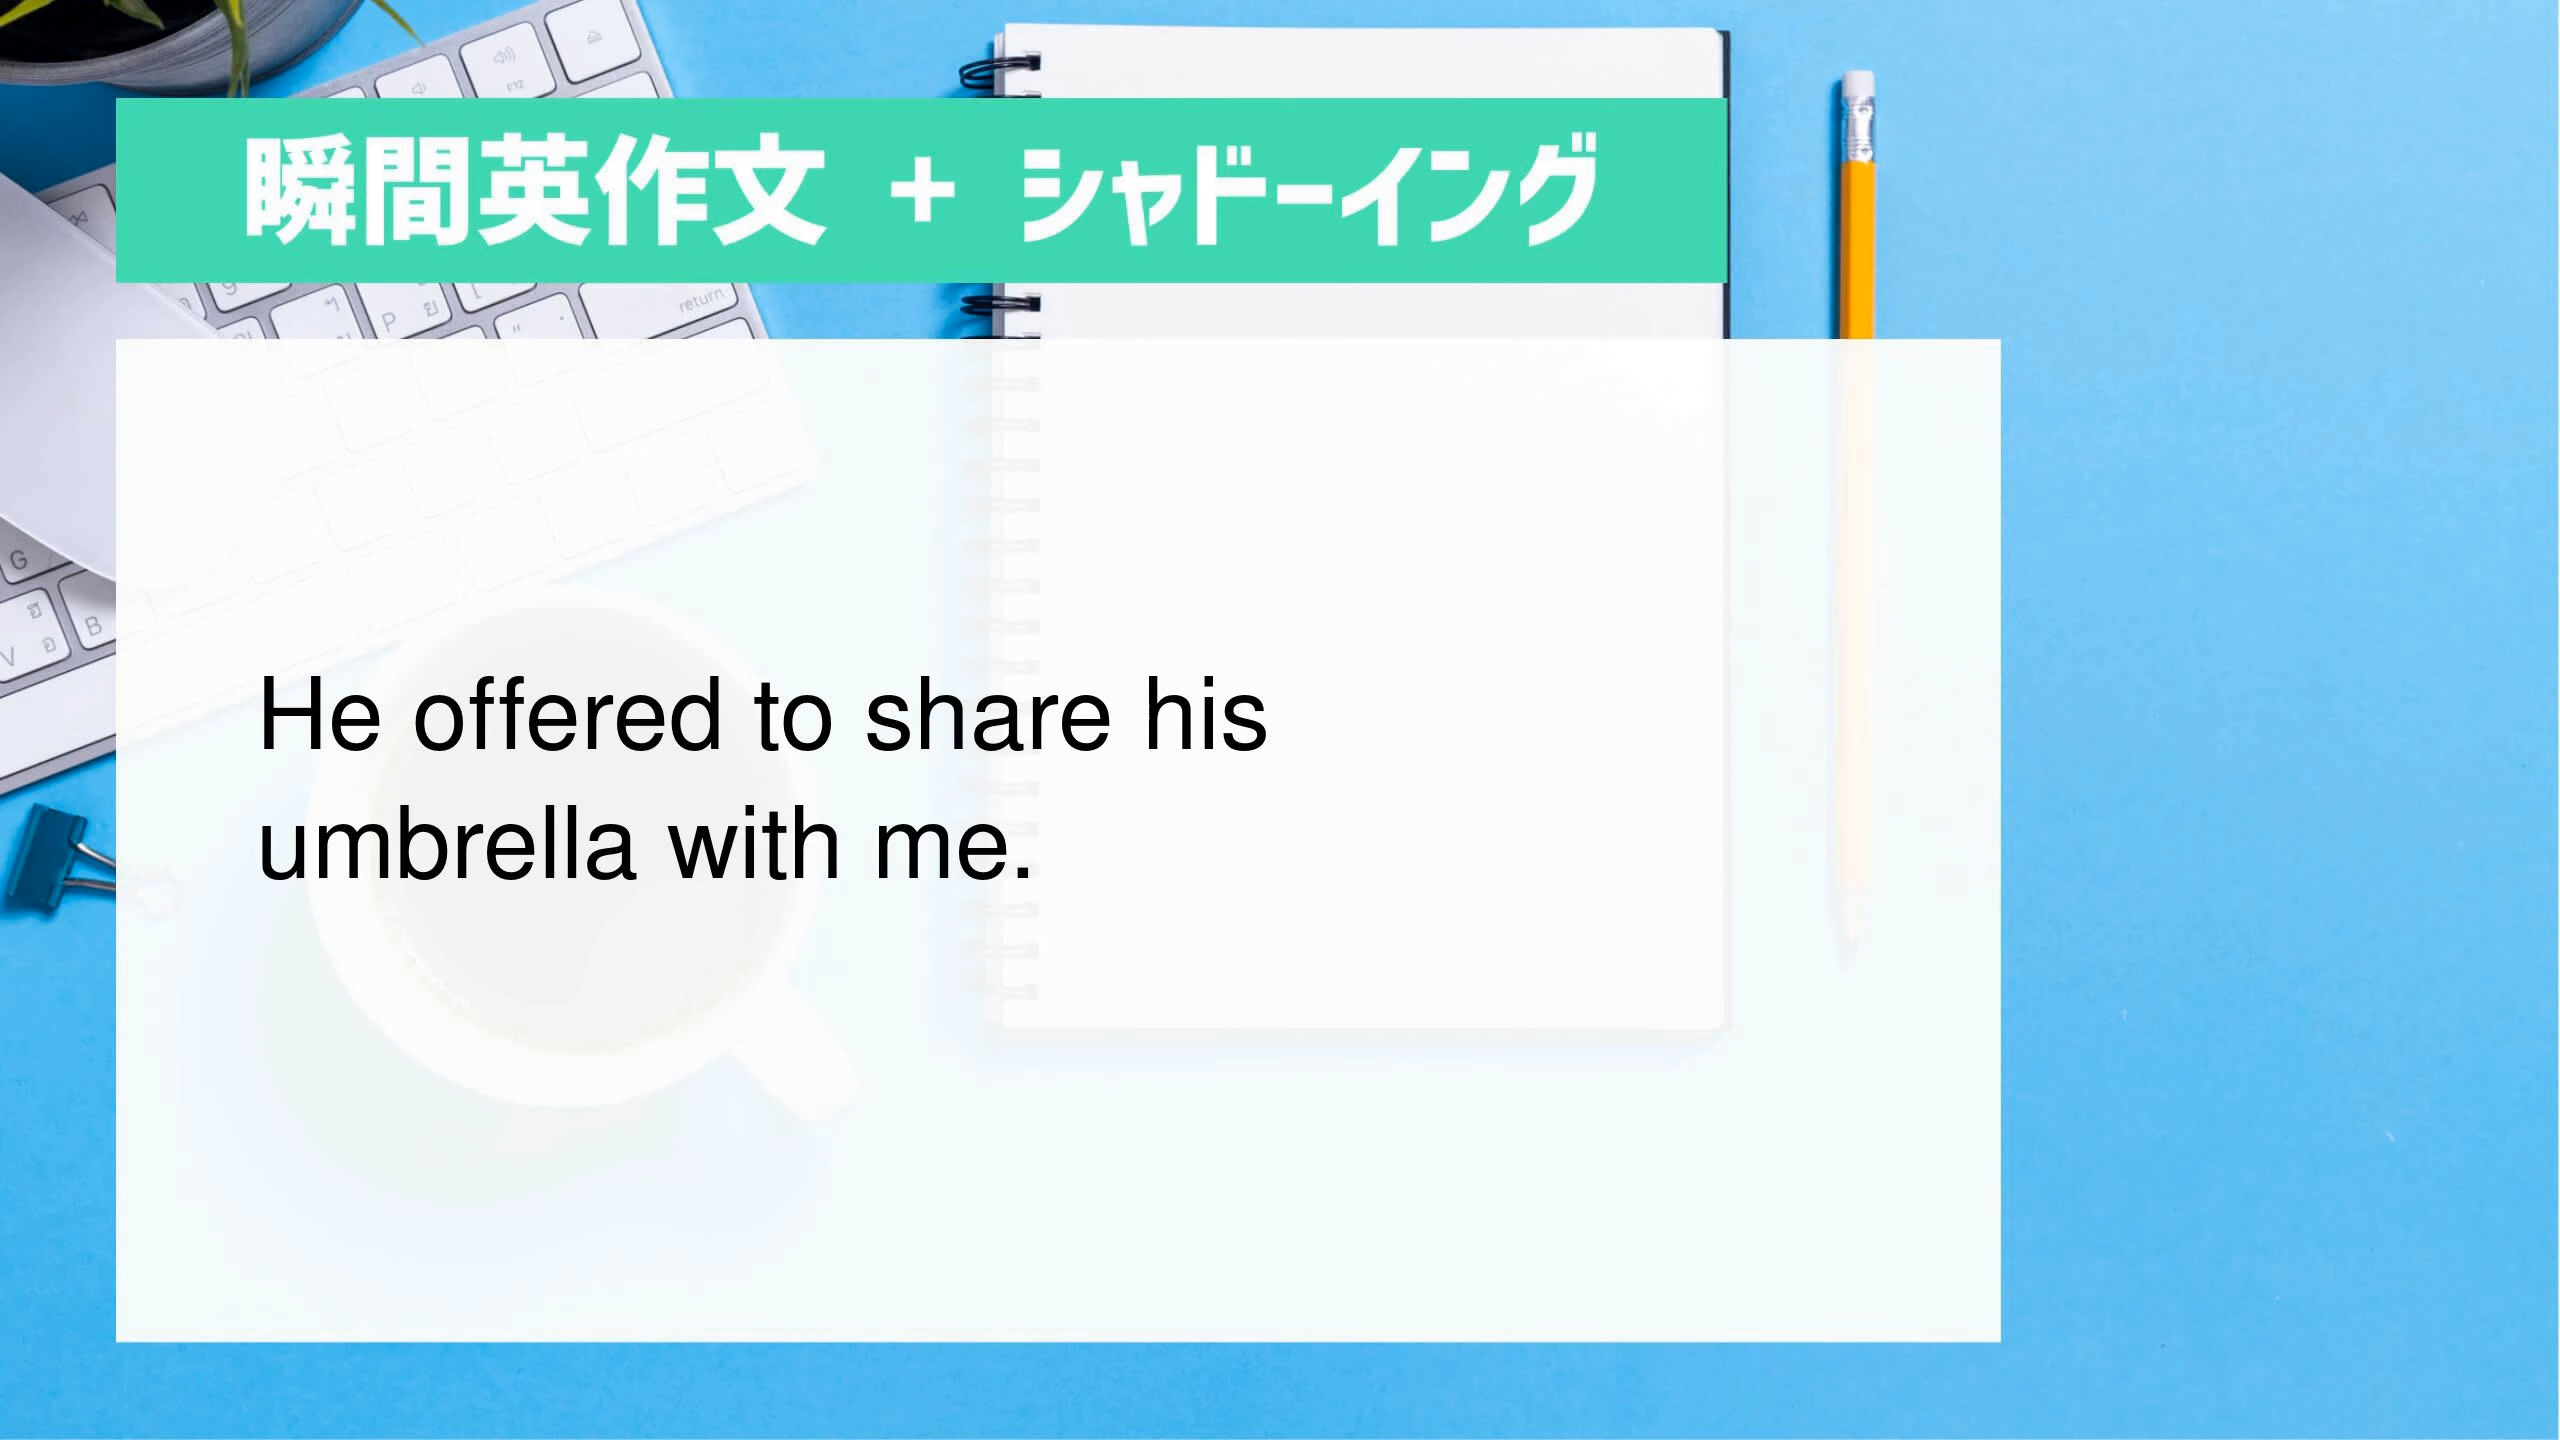 瞬間英作文 + シャドーイング
He offered to share his
umbrella with me.